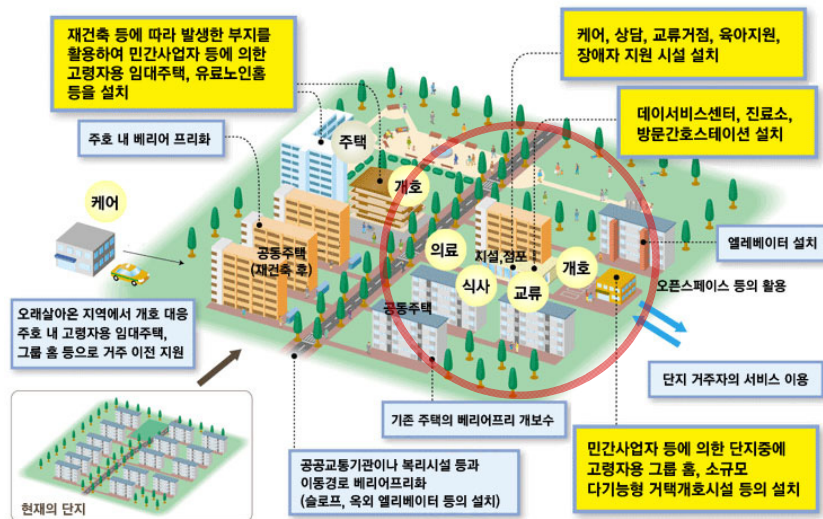 재건축 등에 따라 발생한 부지를
활용하여 민간사업자 등에 의한
고령자용 임대주택, 유료노인홈
등을 설치
케어, 상담, 교류거점, 육아지원,
장애자 지원 시설 설치
데이서비스센터, 진료소,
방문간호스테이션 설치
주호 내 베리어 프리화
주택
개호
케어
공동주택
(재건축 후)
의료
지설, 점포
식사
교류
개호
공동주택
엘레베이터 설치
오픈스페이스 등의 활용
오래살아온 지역에서 개호 대응
주호 내 고령자용 임대주택,
그룹 홈 등으로 거주 이전 지원
단지 거주자의 서비스 이용
기존 주택의 베리어프리 개보수
공공교통기관이나 복리시설 등과
이동경로 베리어프리화
(슬로프, 옥외 엘리베이터 등의 설치)
민간사업자 등에 의한 단지중에
고령자용 그룹 홈, 소규모
다기능형 거택개호시설 등의 설치
현재의 단지